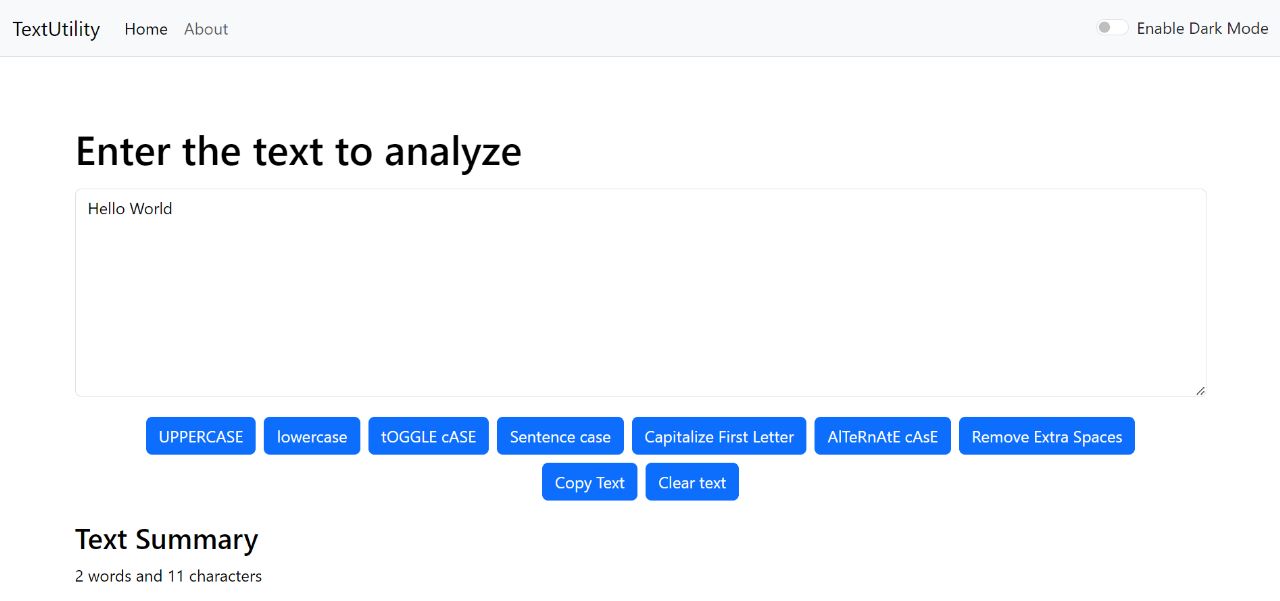 TextUtility Home About Enable Dark Mode
Enter the text to analyze
Hello World
UPPERCASE lowercase tOGGLE cASE Sentence case Capitalize First Letter AlTeRnAtE cAsE Remove Extra Spaces
Copy Text Clear text
Text Summary
2 words and 11 characters